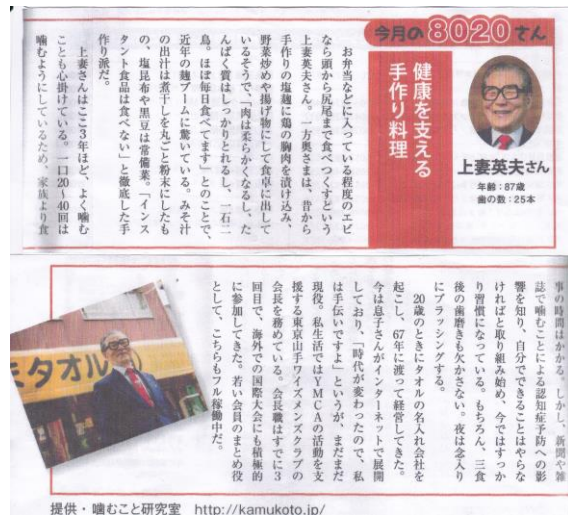 今月の8020さん
上妻英夫さん
年齢：87歳
歯の数：25本
健康を支える
手作り料理
お弁当などに入っている程度のエビ
なら頭から尻尾まで食べつくすという
上妻英夫さん。一方奥さまは、昔から
手作りの塩麹に鶏の胸肉を漬け込み、
野菜炒めや揚げ物にして食卓に出して
いるそうで、「肉は柔らかくなるし、た
んぱく質はしっかりとれるし、一石二
鳥。ほぼ毎日食べてます」とのことで、
近年の麹ブームに驚いている。みそ汁
の出汁は煮干しを丸ごと粉末にしたも
の、塩昆布や黒豆は常備菜。「インス
タント食品は食べない」と徹底した手
作り派だ。
上妻さんはここ3年ほど、よく噛む
ことも心掛けている。一口20～40回は
噛むようにしているため、家族より食
事の時間はかかる。しかし、新聞や雑
誌で噛むことによる認知症予防への影
響を知り、自分でできることはやらな
ければと取り組み始め、今ではすっか
り習慣になっている。もちろん、三食
後の歯磨きも欠かさない。夜は念入り
にブラッシングする。
20歳のときにタオルの名入れ会社を
起こし、67年に渡って経営してきた。
今は息子さんがインターネットで展開
しており、「時代が変わったので、私
は手伝いですよ」というが、まだまだ
現役。私生活ではYMCAの活動を支
援する東京山手ワイズメンズクラブの
会長を務めている。会長職はすでに3
回目で、海外での国際大会にも積極的
に参加してきた。若い会員のまとめ役
として、こちらもフル稼働中だ。
タオル
提供・噛むこと研究室 http://kamukoto.jp/